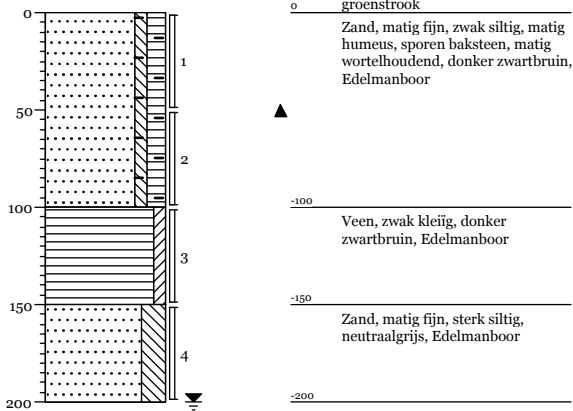 0
groenstrook
0
Zand, matig fijn, zwak siltig, matig
humeus, sporen baksteen, matig
wortelhoudend, donker zwartbruin,
Edelmanboor
1
50
2
100
-100
Veen, zwak kleiïg, donker
zwartbruin, Edelmanboor
3
150
-150
Zand, matig fijn, sterk siltig,
neutraalgrijs, Edelmanboor
4
200
-200